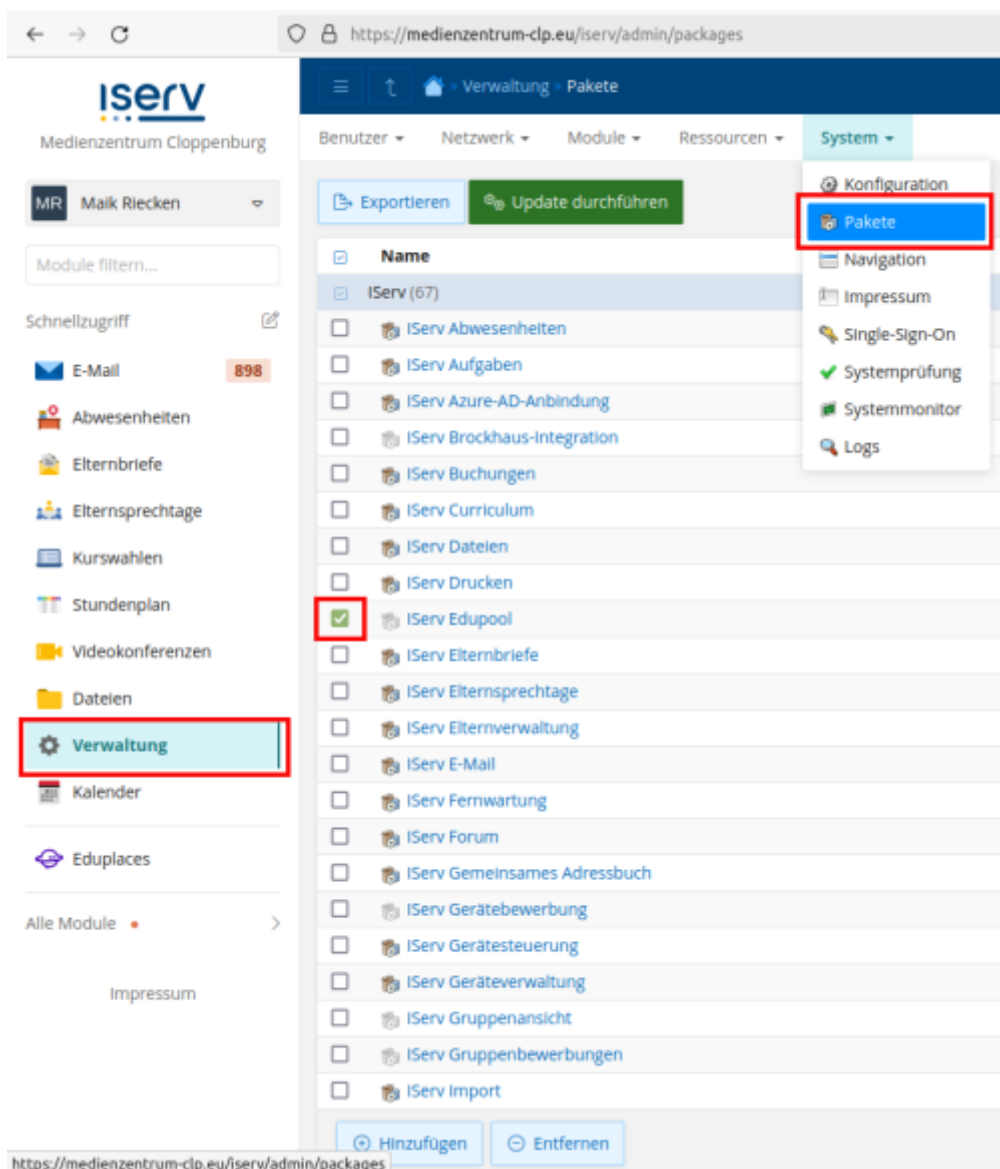 https://medienzentrum-clp.eu/iserv/admin/packages
IServ
Medienzentrum Cloppenburg
MR Maik Riecken
Module filtern...
Schnellzugriff
E-Mail 898
Abwesenheiten
Elternbriefe
Elternsprechtage
Kurswahlen
Stundenplan
Videokonferenzen
Dateien
Verwaltung
Kalender
Eduplaces
Alle Module
Impressum
Verwaltung » Pakete
Benutzer Netzwerk Module Ressourcen System
Konfiguration
Pakete
Navigation
Impressum
Single-Sign-On
Systemprüfung
Systemmonitor
Logs
Exportieren Update durchführen
Name
IServ (67)
IServ Abwesenheiten
IServ Aufgaben
IServ Azure-AD-Anbindung
IServ Brockhaus-Integration
IServ Buchungen
IServ Curriculum
IServ Dateien
IServ Drucken
IServ Edupool
IServ Elternbriefe
IServ Elternsprechtage
IServ Elternverwaltung
IServ E-Mail
IServ Fernwartung
IServ Forum
IServ Gemeinsames Adressbuch
IServ Gerätebewerbung
IServ Gerätesteuerung
IServ Geräteverwaltung
IServ Gruppenansicht
IServ Gruppenbewerbungen
IServ Import
Hinzufügen Entfernen
https://medienzentrum-clp.eu/iserv/admin/packages